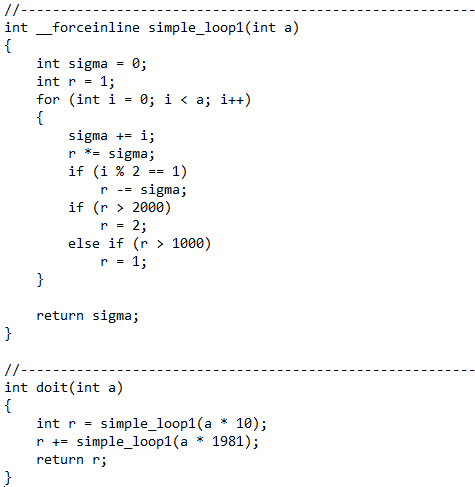 //---------------------------------------------------------
int __forceinline simple_loop1(int a)
{
    int sigma = 0;
    int r = 1;
    for (int i = 0; i < a; i++)
    {
        sigma += i;
        r *= sigma;
        if (i % 2 == 1)
            r -= sigma;
        if (r > 2000)
            r = 2;
        else if (r > 1000)
            r = 1;
    }

    return sigma;
}

//---------------------------------------------------------
int doit(int a)
{
    int r = simple_loop1(a * 10);
    r += simple_loop1(a * 1981);
    return r;
}